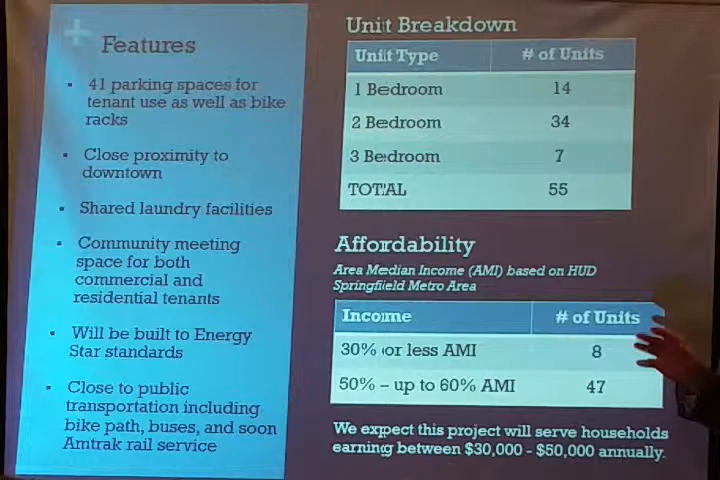 Features
41 parking spaces for
tenant use as well as bike
racks
Close proximity to
downtown
Shared laundry facilities
Community meeting
space for both
commercial and
residential tenants
Will be built to Energy
Star standards
Close to public
transportation including
bike path, buses, and soon
Amtrak rail service
Unit Breakdown
Unit Type # of Units
1 Bedroom 14
2 Bedroom 34
3 Bedroom 7
TOTAL 55
Affordability
Area Median Income (AMI) based on HUD
Springfield Metro Area
Income # of Units
30% or less AMI 8
50% – up to 60% AMI 47
We expect this project will serve households
earning between $30,000 - $50,000 annually.